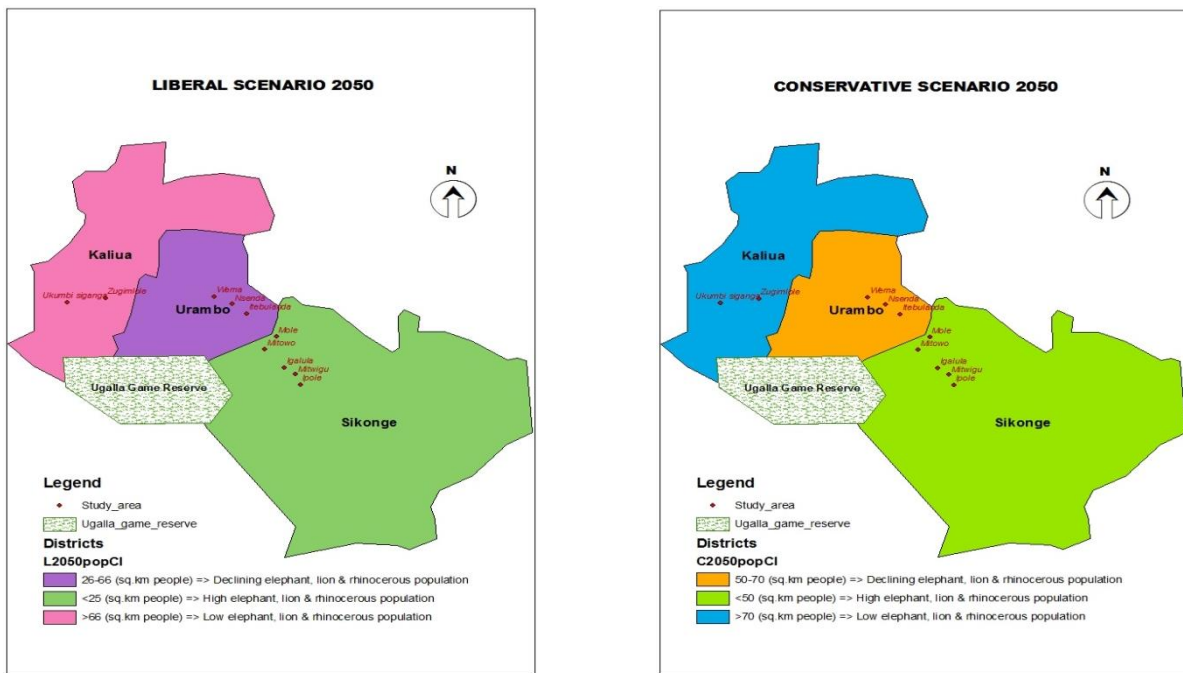 LIBERAL SCENARIO 2050
N
Kaliua
Ukumbi siganga
Zugimlole
Urambo
Wema
Nsenda
Itebulanda
Mole
Mitowo
Igalula
Mitwigu
Ipole
Ugalla Game Reserve
Sikonge
Legend
Study_area
Ugalla_game_reserve
Districts
L2050popCl
26-66 (sq.km people) => Declining elephant, lion & rhinocerous population
<25 (sq.km people) => High elephant, lion & rhinocerous population
>66 (sq.km people) => Low elephant, lion & rhinocerous population
CONSERVATIVE SCENARIO 2050
N
Kaliua
Ukumbi siganga
Zugimlole
Urambo
Wema
Nsenda
Itebulanda
Mole
Mitowo
Igalula
Mitwigu
Ipole
Ugalla Game Reserve
Sikonge
Legend
Study_area
Ugalla_game_reserve
Districts
C2050popCl
50-70 (sq.km people) => Declining elephant, lion & rhinocerous population
<50 (sq.km people) => High elephant, lion & rhinocerous population
>70 (sq.km people) => Low elephant, lion & rhinocerous population